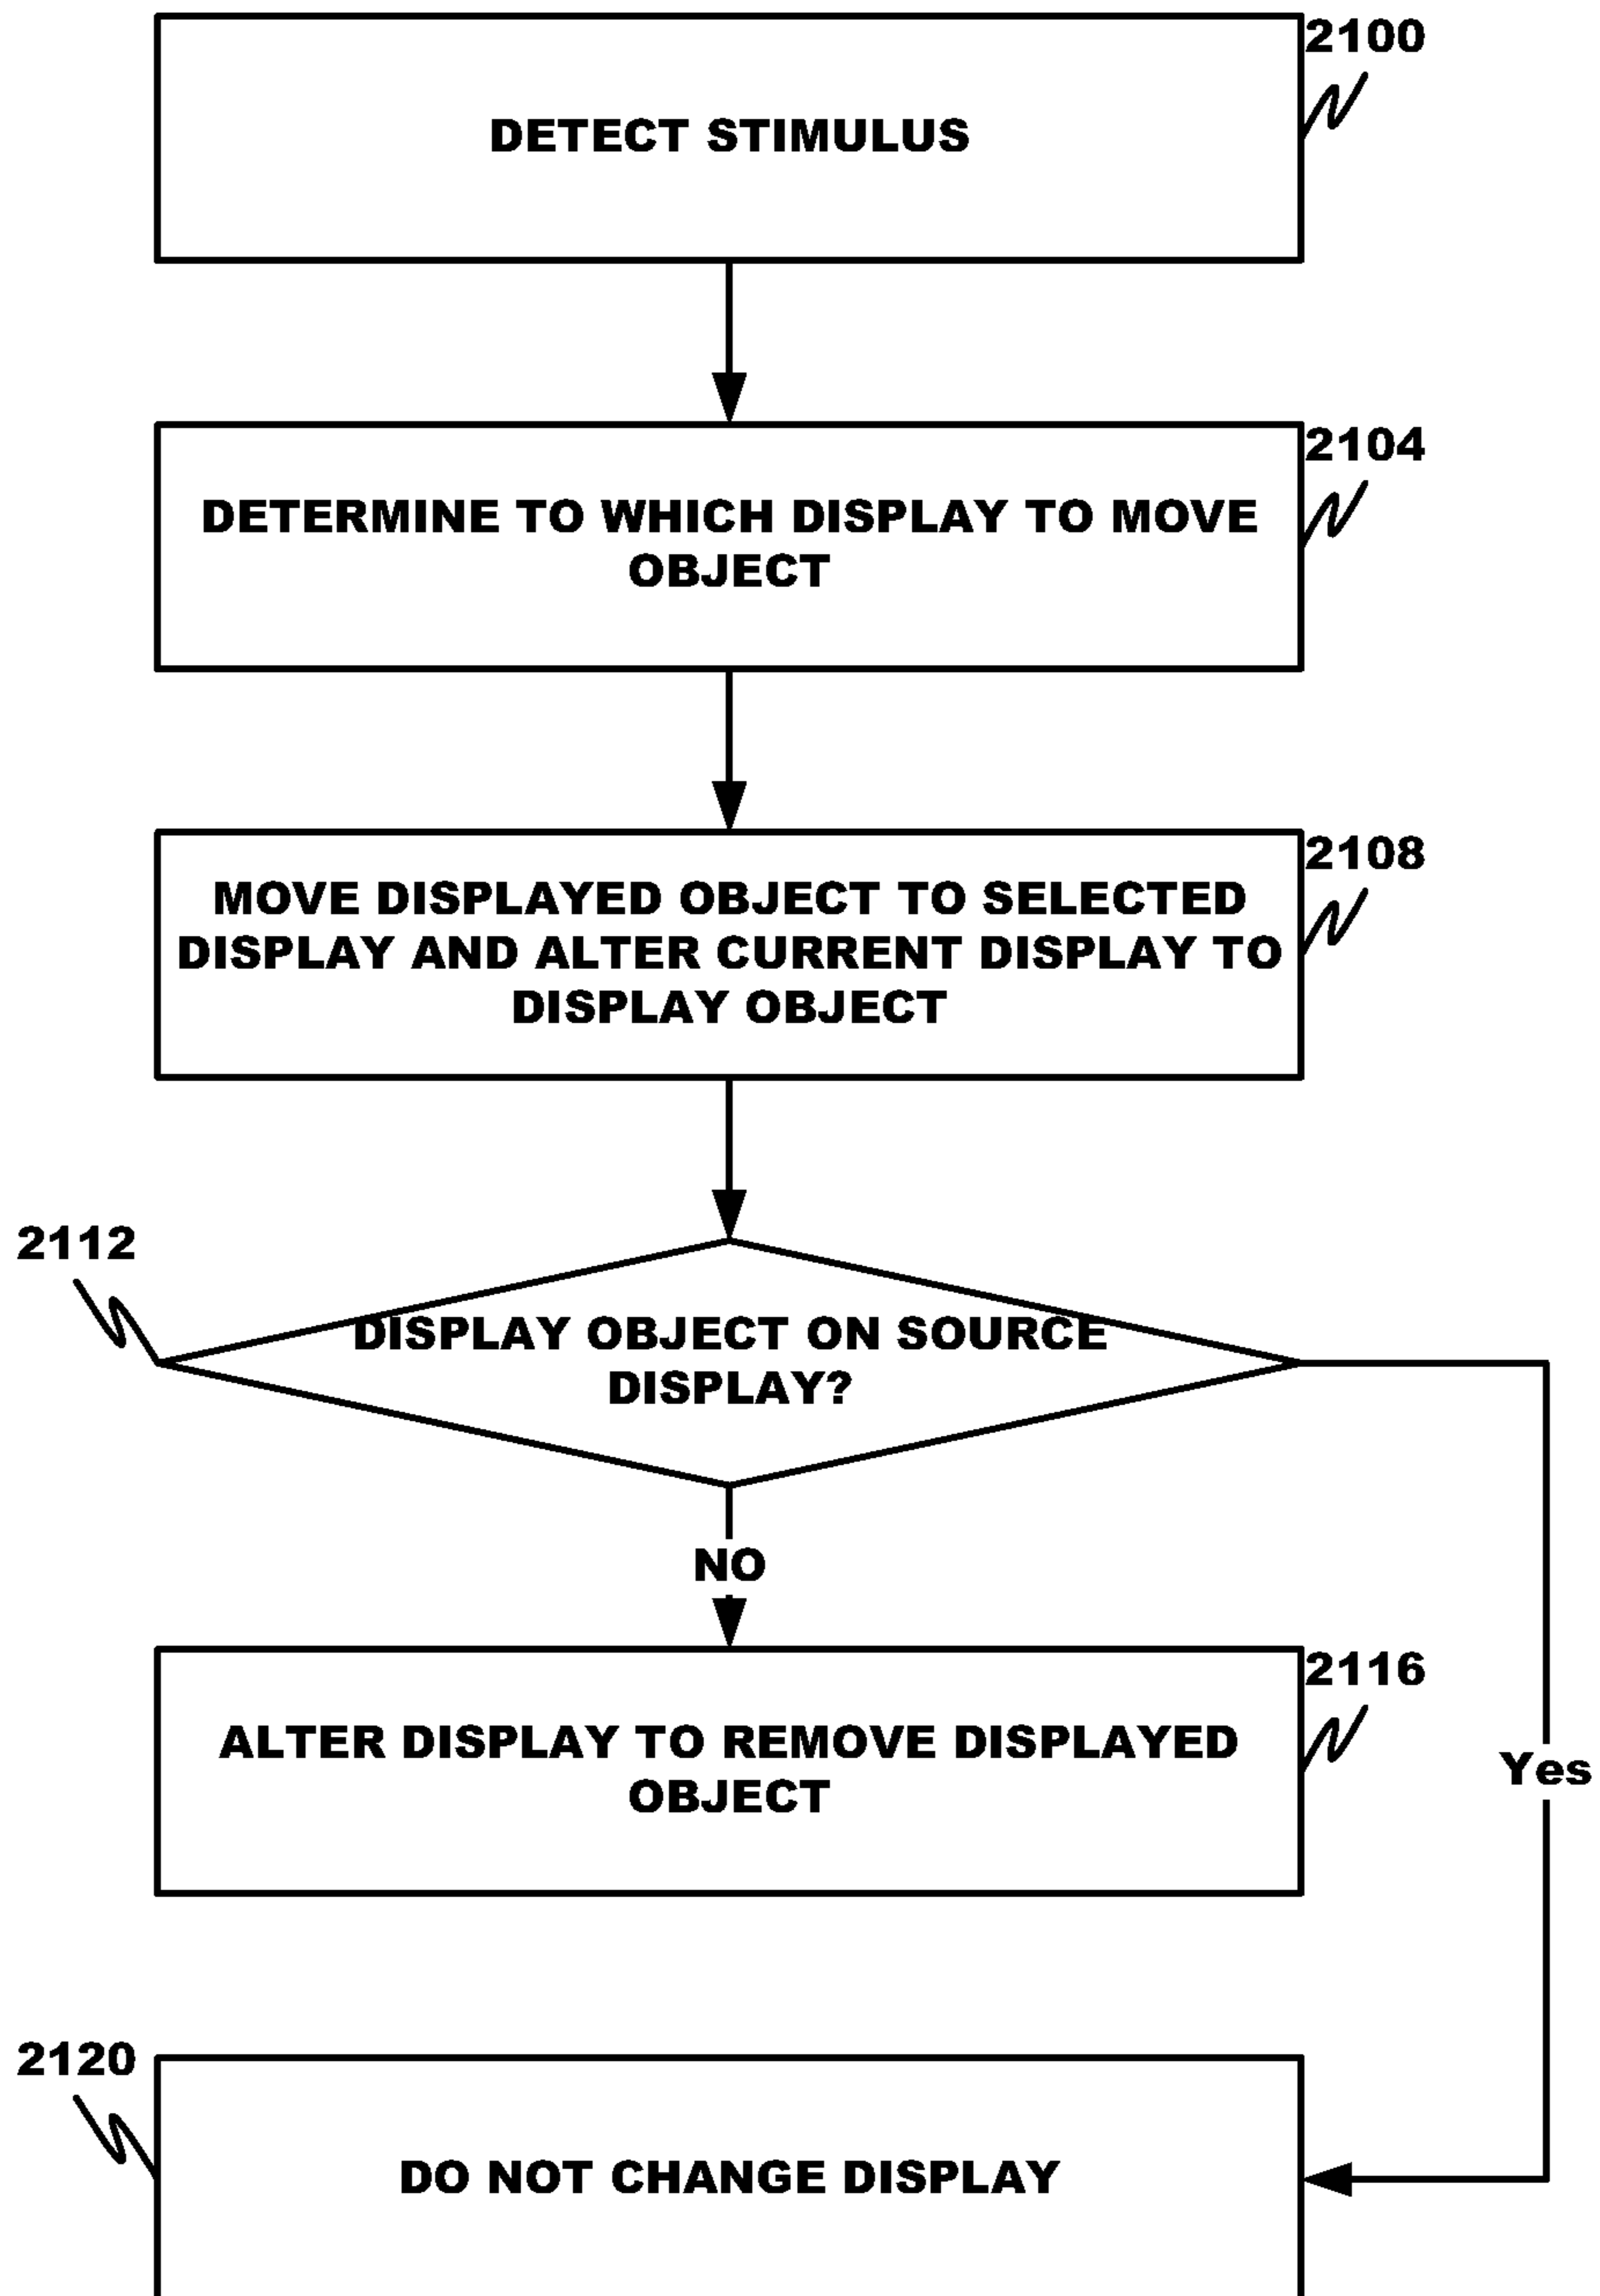 2100
DETECT STIMULUS
2104
DETERMINE TO WHICH DISPLAY TO MOVE
OBJECT
2108
MOVE DISPLAYED OBJECT TO SELECTED
DISPLAY AND ALTER CURRENT DISPLAY TO
DISPLAY OBJECT
2112
DISPLAY OBJECT ON SOURCE
DISPLAY?
NO
2116
ALTER DISPLAY TO REMOVE DISPLAYED
OBJECT
Yes
2120
DO NOT CHANGE DISPLAY